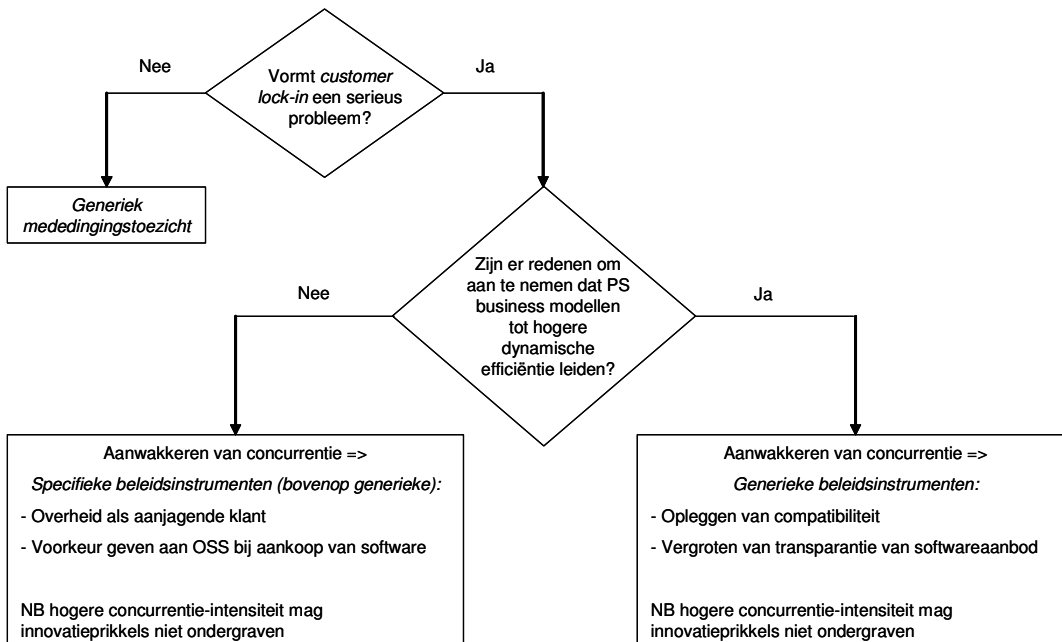 Nee
Vormt customer
lock-in een serieus
probleem?
Ja
Generiek
mededingingstoezicht
Nee
Zijn er redenen om
aan te nemen dat PS
business modellen
tot hogere
dynamische
efficiëntie leiden?
Ja
Aanwakkeren van concurrentie =>
Specifieke beleidsinstrumenten (bovenop generieke):
- Overheid als aanjagende klant
- Voorkeur geven aan OSS bij aankoop van software
NB hogere concurrentie-intensiteit mag
innovatieprikkels niet ondergraven
Aanwakkeren van concurrentie =>
Generieke beleidsinstrumenten:
- Opleggen van compatibiliteit
- Vergroten van transparantie van softwareaanbod
NB hogere concurrentie-intensiteit mag
innovatieprikkels niet ondergraven